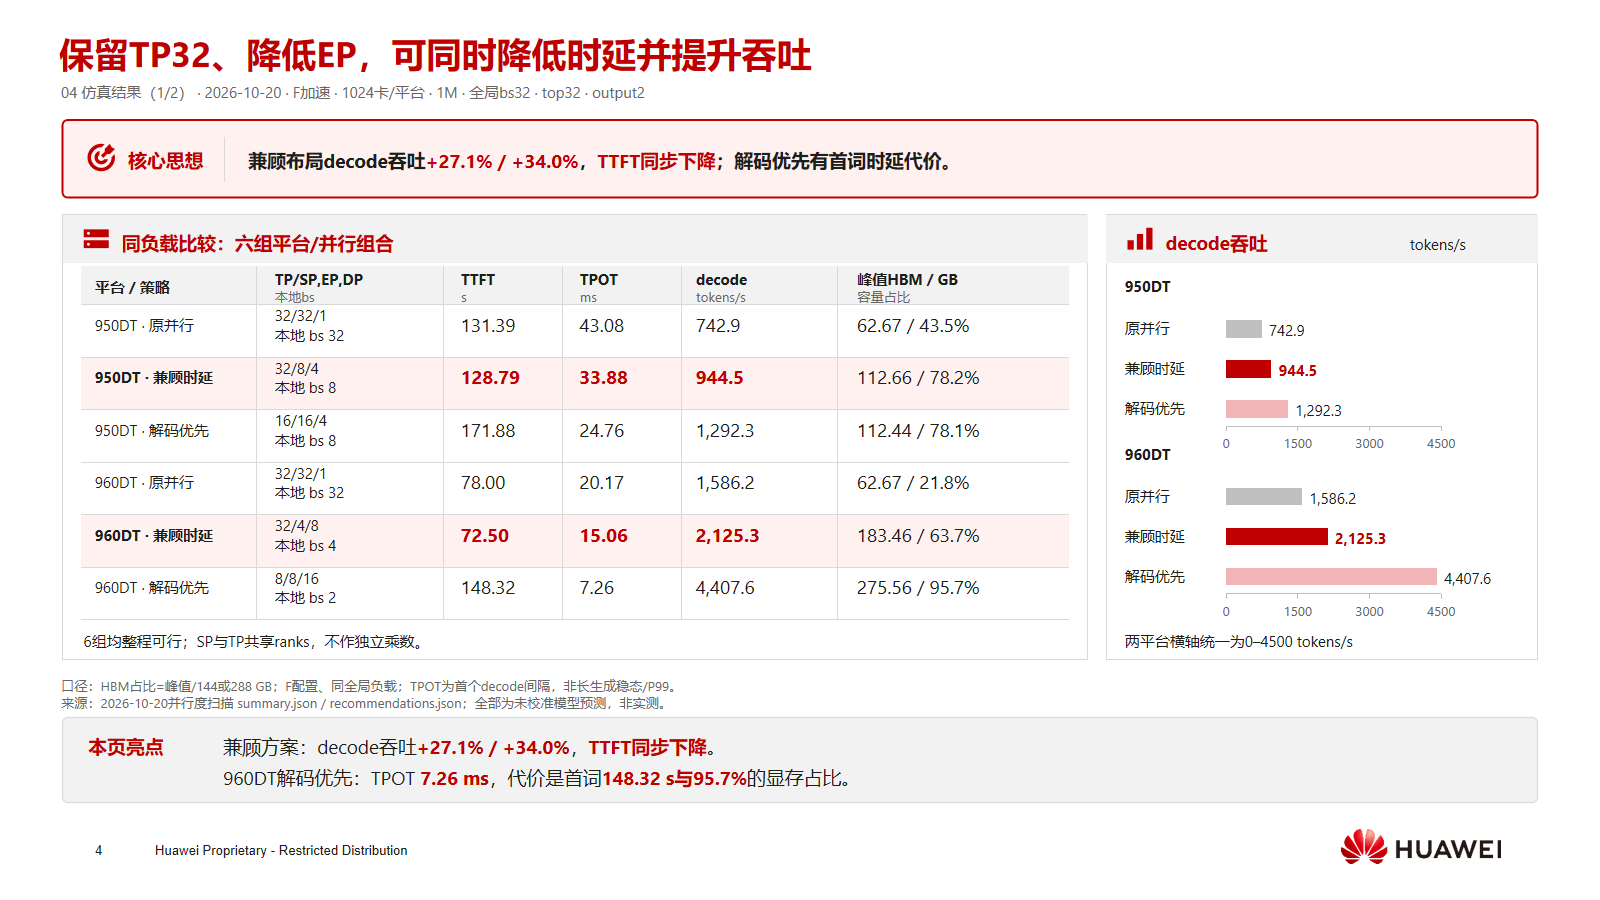 保留TP32、降低EP，可同时降低时延并提升吞吐
04 仿真结果（1/2） · 2026-10-20 · F加速 · 1024卡/平台 · 1M · 全局bs32 · top32 · output2
核心思想
兼顾布局decode吞吐+27.1% / +34.0%，TTFT同步下降；解码优先有首词时延代价。
同负载比较：六组平台/并行组合
平台 / 策略
TP/SP,EP,DP
本地bs
TTFT
s
TPOT
ms
decode
tokens/s
峰值HBM / GB
容量占比
950DT · 原并行
32/32/1
本地 bs 32
131.39
43.08
742.9
62.67 / 43.5%
950DT · 兼顾时延
32/8/4
本地 bs 8
128.79
33.88
944.5
112.66 / 78.2%
950DT · 解码优先
16/16/4
本地 bs 8
171.88
24.76
1,292.3
112.44 / 78.1%
960DT · 原并行
32/32/1
本地 bs 32
78.00
20.17
1,586.2
62.67 / 21.8%
960DT · 兼顾时延
32/4/8
本地 bs 4
72.50
15.06
2,125.3
183.46 / 63.7%
960DT · 解码优先
8/8/16
本地 bs 2
148.32
7.26
4,407.6
275.56 / 95.7%
6组均整程可行；SP与TP共享ranks，不作独立乘数。
decode吞吐
tokens/s
950DT
原并行
742.9
兼顾时延
944.5
解码优先
1,292.3
0 1500 3000 4500
960DT
原并行
1,586.2
兼顾时延
2,125.3
解码优先
4,407.6
0 1500 3000 4500
两平台横轴统一为0–4500 tokens/s
口径：HBM占比=峰值/144或288 GB；F配置、同全局负载；TPOT为首个decode间隔，非长生成稳态/P99。
来源：2026-10-20并行度扫描 summary.json / recommendations.json；全部为未校准模型预测，非实测。
本页亮点
兼顾方案：decode吞吐+27.1% / +34.0%，TTFT同步下降。
960DT解码优先：TPOT 7.26 ms，代价是首词148.32 s与95.7%的显存占比。
4
Huawei Proprietary - Restricted Distribution
HUAWEI